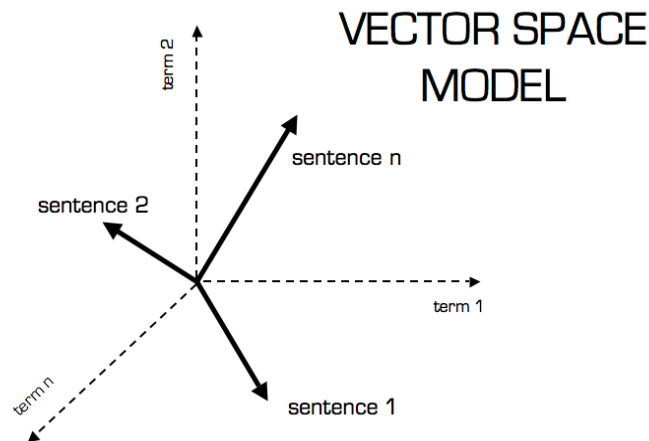 VECTOR SPACE
MODEL
term 2
sentence n
sentence 2
term 1
term n
sentence 1